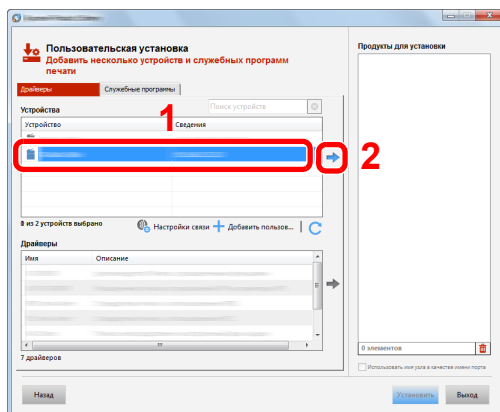 Пользовательская установка
Добавить несколько устройств и служебных программ
печати
Драйверы
Служебные программы
Устройства
Поиск устройств
Устройство
Сведения
1
2
0 из 2 устройств выбрано
Настройки связи
Добавить пользов...
Драйверы
Имя
Описание
7 драйверов
Продукты для установки
0 элементов
Использовать имя узла в качестве имени порта
Назад
Установить
Выход